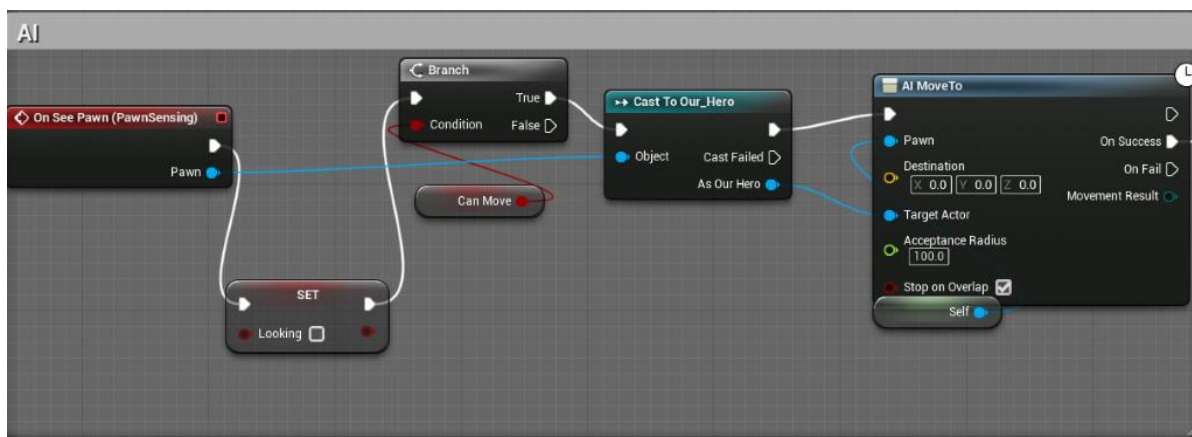 AI
On See Pawn (PawnSensing)
Pawn
SET
Looking
Branch
True
Condition
False
Can Move
Cast To Our_Hero
Cast Failed
Object
As Our Hero
AI MoveTo
Pawn
On Success
Destination
X 0.0 Y 0.0 Z 0.0
On Fail
Movement Result
Target Actor
Acceptance Radius
100.0
Stop on Overlap
Self